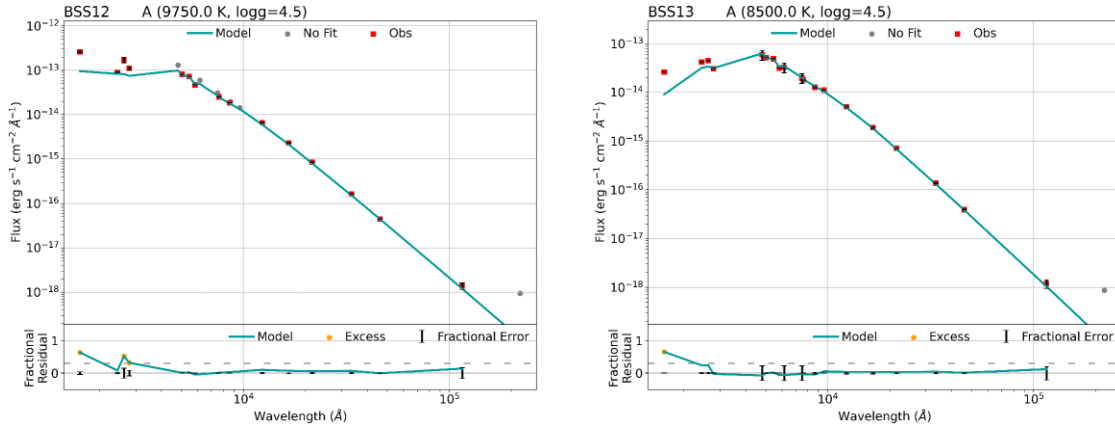 BSS12 A (9750.0 K, logg=4.5)
Model No Fit Obs
Flux (erg s⁻¹ cm⁻² Å⁻¹)
10⁻¹²
10⁻¹³
10⁻¹⁴
10⁻¹⁵
10⁻¹⁶
10⁻¹⁷
10⁻¹⁸
Model Excess Fractional Error
Fractional
Residual
1
0
10⁴ 10⁵
Wavelength (Å)
BSS13 A (8500.0 K, logg=4.5)
Model No Fit Obs
Flux (erg s⁻¹ cm⁻² Å⁻¹)
10⁻¹³
10⁻¹⁴
10⁻¹⁵
10⁻¹⁶
10⁻¹⁷
10⁻¹⁸
Model Excess Fractional Error
Fractional
Residual
1
0
10⁴ 10⁵
Wavelength (Å)